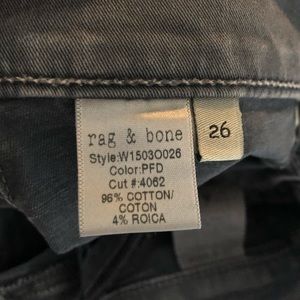 rag & bone
Style:W1503O026
Color:PFD
Cut #:4062
96% COTTON/
COTON
4% ROICA
26